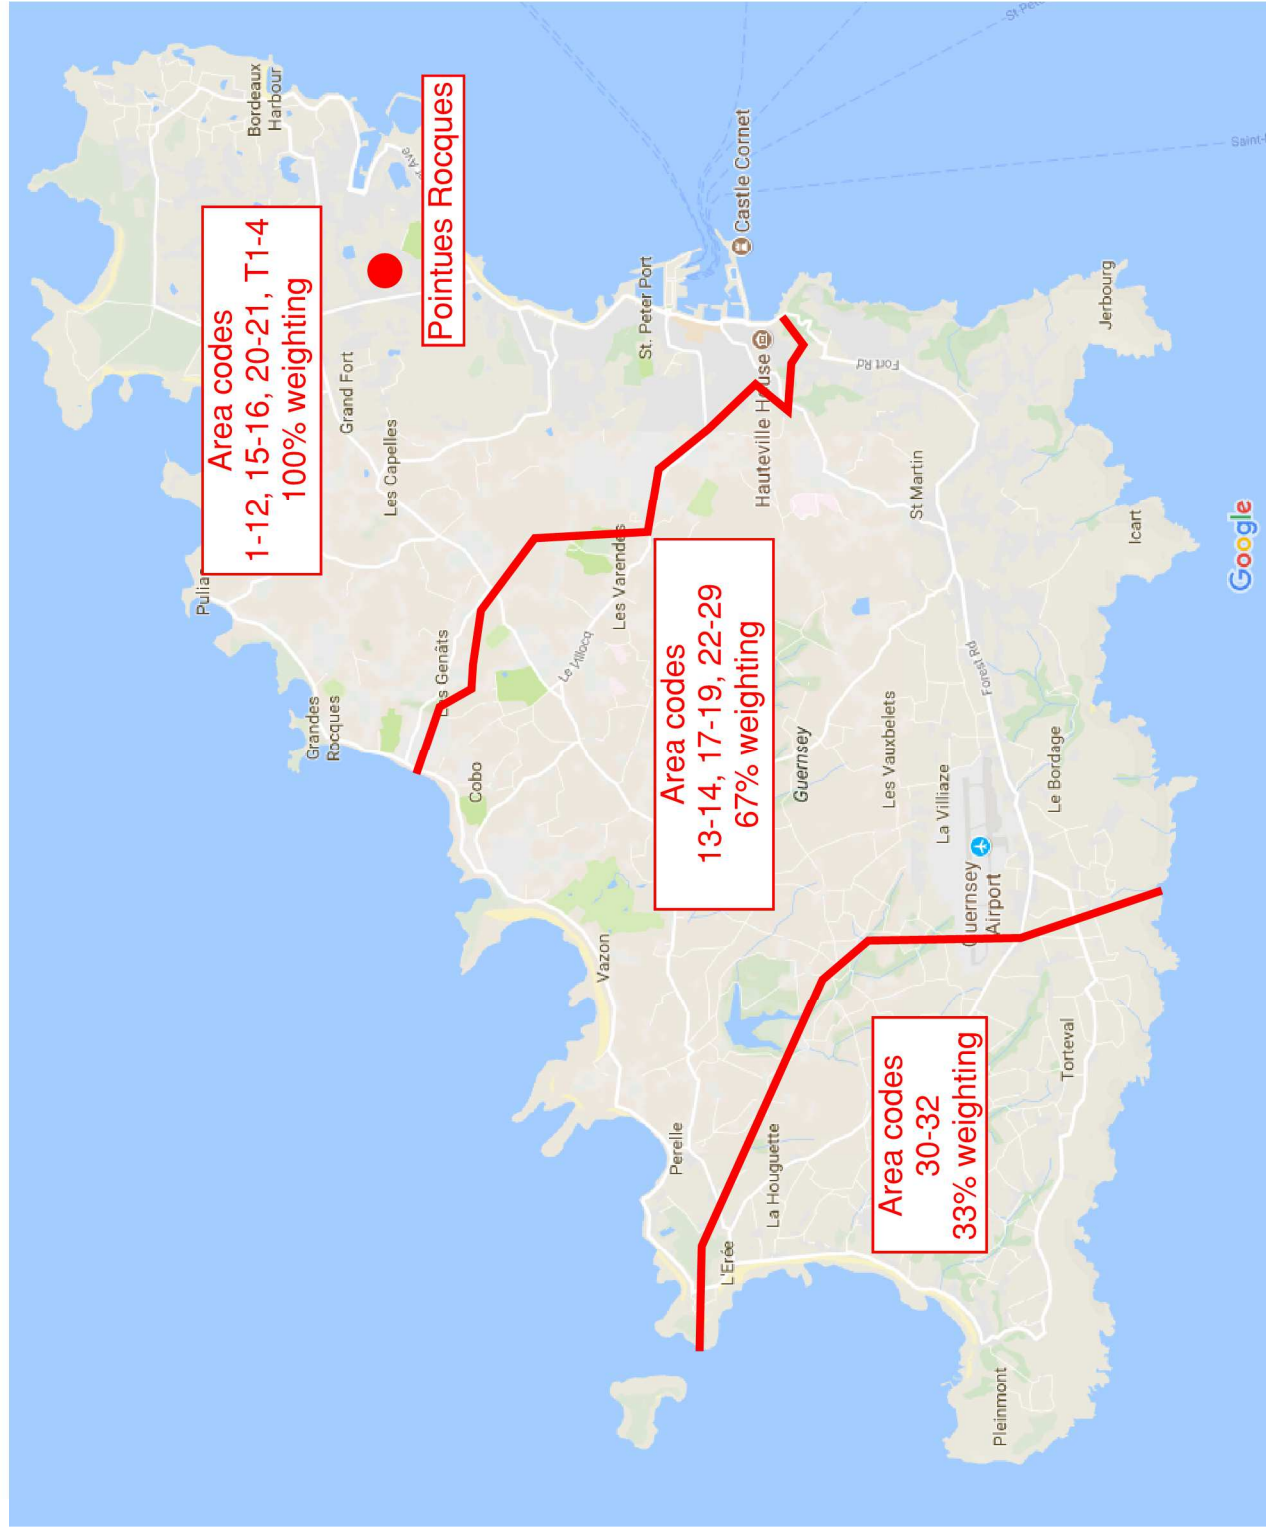 Bordeaux
Harbour
Area codes
1-12, 15-16, 20-21, T1-4
100% weighting
Pointues Rocques
Ave
Grand Fort
Les Capelles
St. Peter Port
Castle Cornet
Saint-
Hauteville House
Fort Rd
Jerbourg
St Martin
Icart
Grandes
Rocques
Les Genâts
Cobo
Le Villocq
Les Varendes
Area codes
13-14, 17-19, 22-29
67% weighting
Guernsey
Les Vauxbelets
La Villiaze
Forest Rd
Le Bordage
Guernsey
Airport
Vazon
Perelle
La Houguette
L'Erée
Area codes
30-32
33% weighting
Torteval
Pleinmont
Google